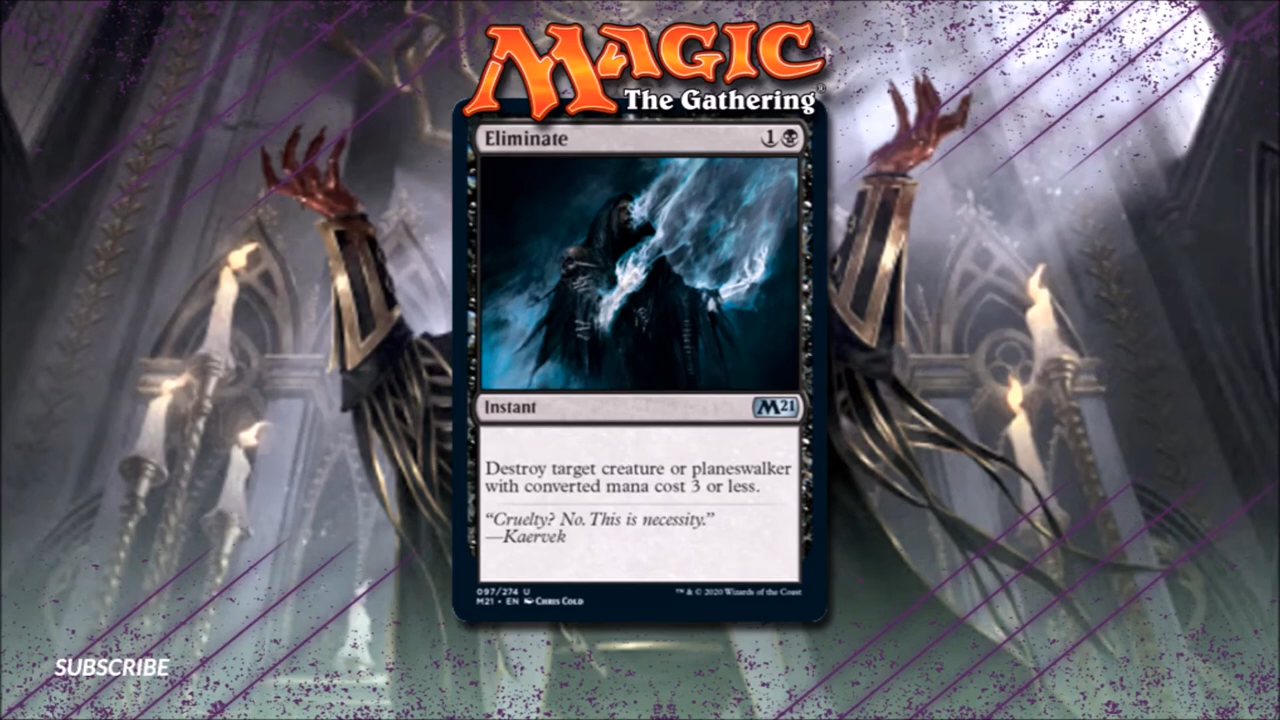 MAGIC
The Gathering®
Eliminate 1
Instant M21
Destroy target creature or planeswalker
with converted mana cost 3 or less.
“Cruelty? No. This is necessity.”
—Kaervek
097/274 U
M21 • EN Chris Cold
™ & © 2020 Wizards of the Coast
SUBSCRIBE